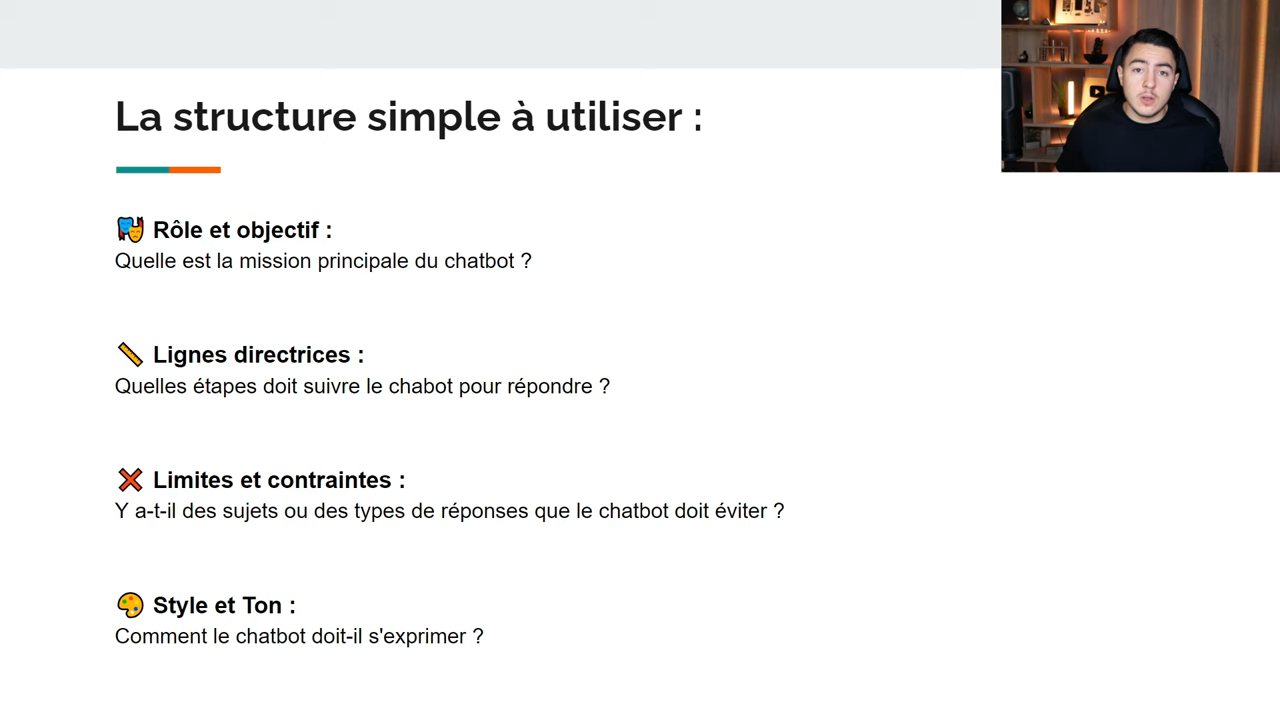 La structure simple à utiliser :
🎭 Rôle et objectif :
Quelle est la mission principale du chatbot ?
📏 Lignes directrices :
Quelles étapes doit suivre le chabot pour répondre ?
❌ Limites et contraintes :
Y a-t-il des sujets ou des types de réponses que le chatbot doit éviter ?
🎨 Style et Ton :
Comment le chatbot doit-il s'exprimer ?